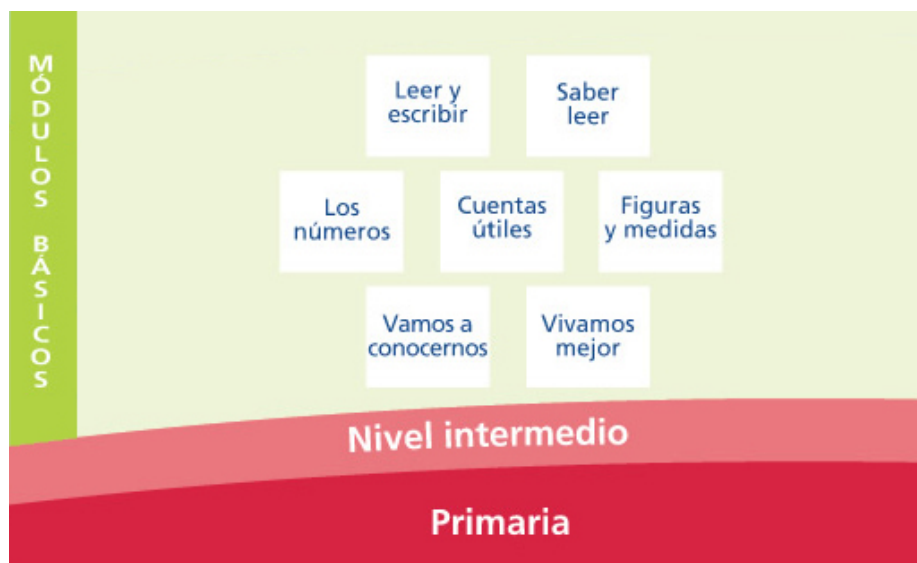 MÓDULOS BÁSICOS
Leer y
escribir
Saber
leer
Los
números
Cuentas
útiles
Figuras
y medidas
Vamos a
conocernos
Vivamos
mejor
Nivel intermedio
Primaria